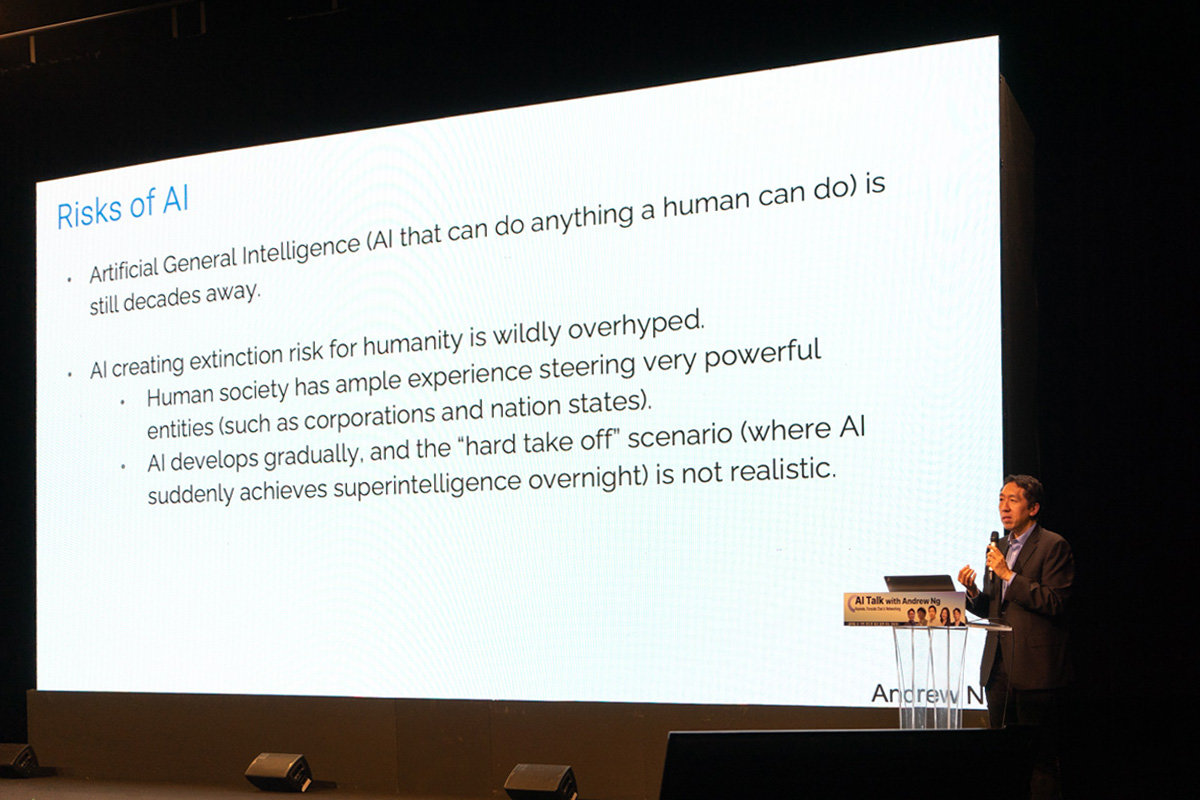 Risks of AI
Artificial General Intelligence (AI that can do anything a human can do) is
still decades away.
AI creating extinction risk for humanity is wildly overhyped.
Human society has ample experience steering very powerful
entities (such as corporations and nation states).
AI develops gradually, and the “hard take off” scenario (where AI
suddenly achieves superintelligence overnight) is not realistic.
AI Talk with Andrew Ng
Andrew N